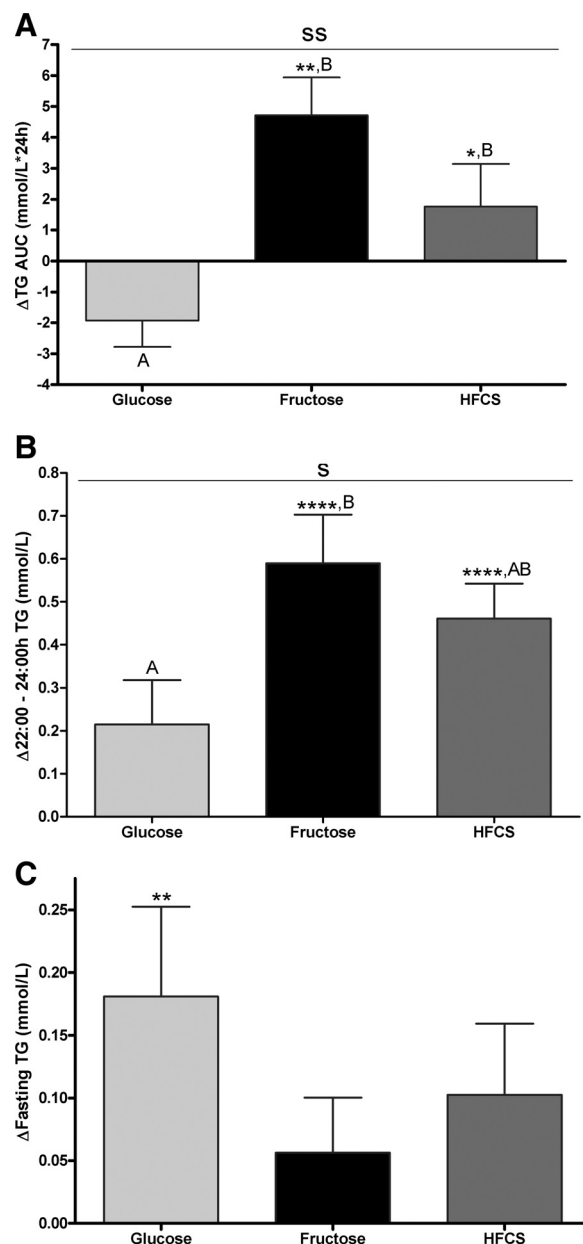 A
SS
7
6
5
4
3
2
1
0
-1
-2
-3
-4
ΔTG AUC (mmol/L*24h)
**,B
*,B
A
Glucose Fructose HFCS
B
S
0.8
0.7
0.6
0.5
0.4
0.3
0.2
0.1
0.0
Δ22:00 - 24:00h TG (mmol/L)
****,B
****,AB
A
Glucose Fructose HFCS
C
0.25
0.20
0.15
0.10
0.05
0.00
ΔFasting TG (mmol/L)
**
Glucose Fructose HFCS